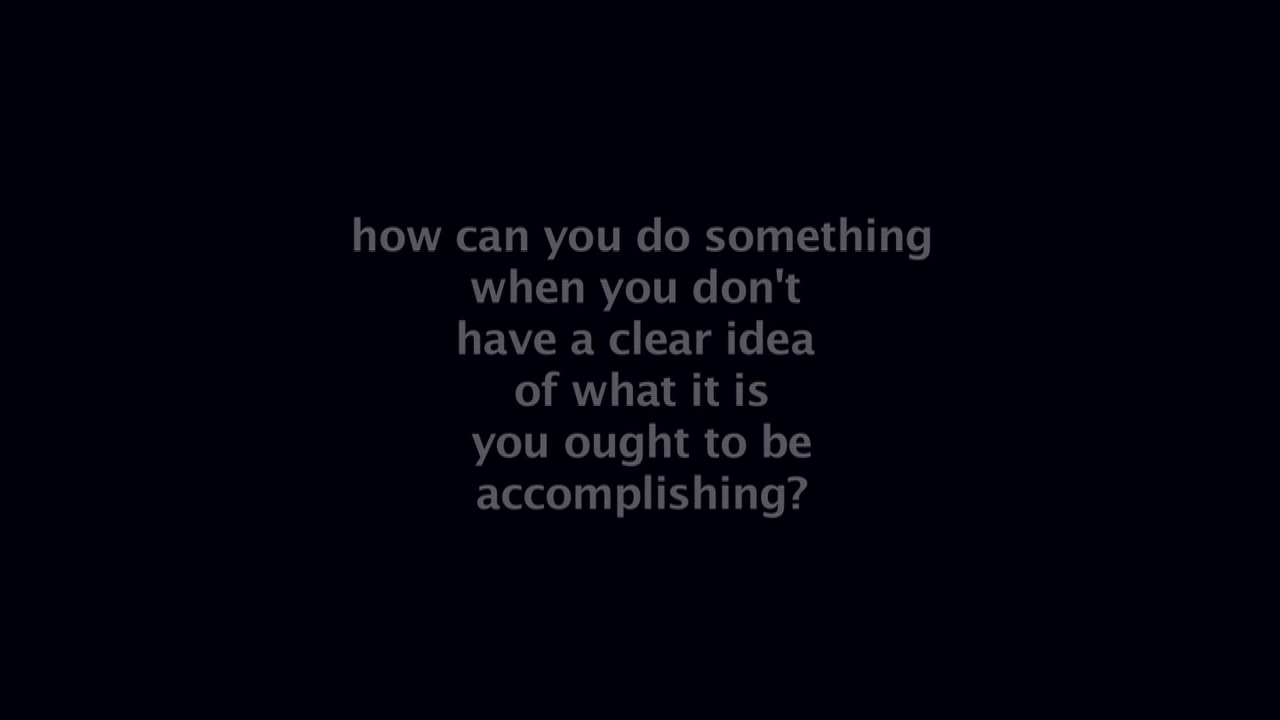 how can you do something
when you don't
have a clear idea
of what it is
you ought to be
accomplishing?